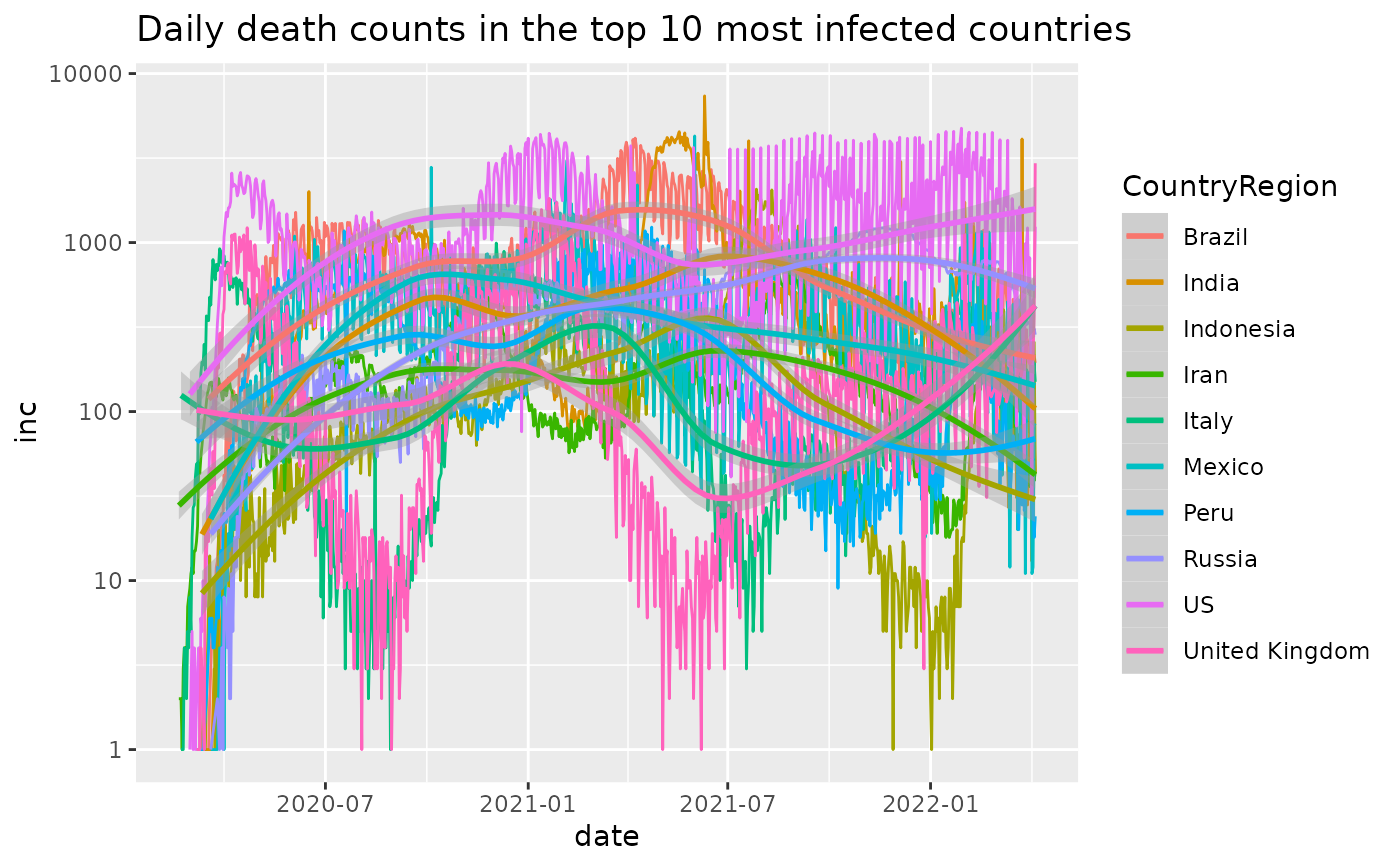 Daily death counts in the top 10 most infected countries
10000
1000
100
10
1
inc
2020-07
2021-01
2021-07
2022-01
date
CountryRegion
Brazil
India
Indonesia
Iran
Italy
Mexico
Peru
Russia
US
United Kingdom